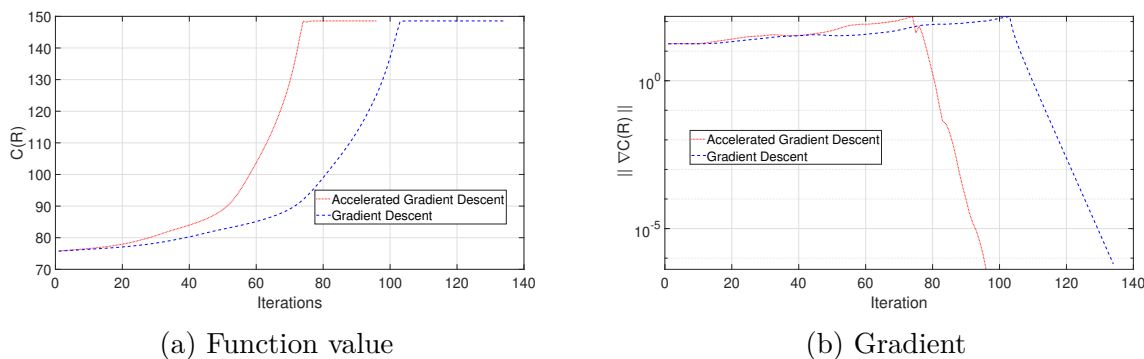 150
140
130
120
110
100
90
80
70
C(R)
Accelerated Gradient Descent
Gradient Descent
0 20 40 60 80 100 120 140
Iterations
(a) Function value
10^0
10^-5
|| ∇C(R) ||
Accelerated Gradient Descent
Gradient Descent
0 20 40 60 80 100 120 140
Iteration
(b) Gradient